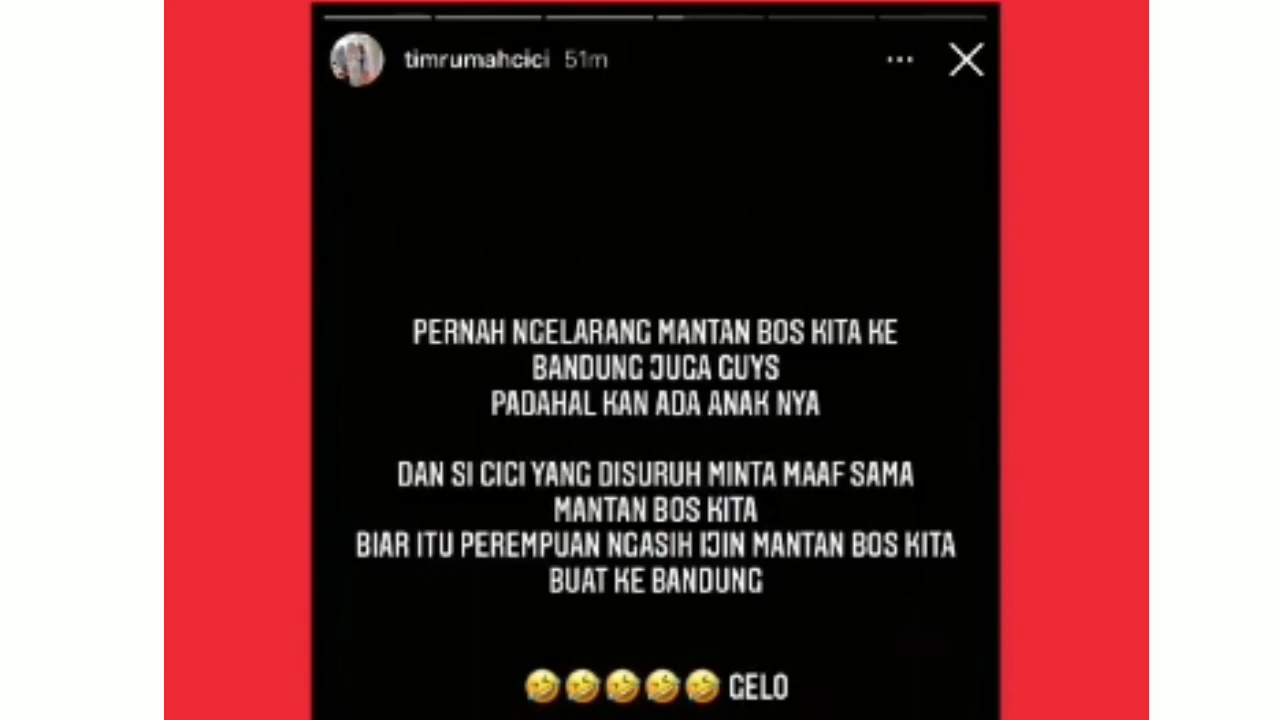 timrumahcici 51m
PERNAH NGELARANG MANTAN BOS KITA KE
BANDUNG JUGA GUYS
PADAHAL KAN ADA ANAK NYA
DAN SI CICI YANG DISURUH MINTA MAAF SAMA
MANTAN BOS KITA
BIAR ITU PEREMPUAN NGASIH IJIN MANTAN BOS KITA
BUAT KE BANDUNG
🤣🤣🤣🤣🤣 GELO